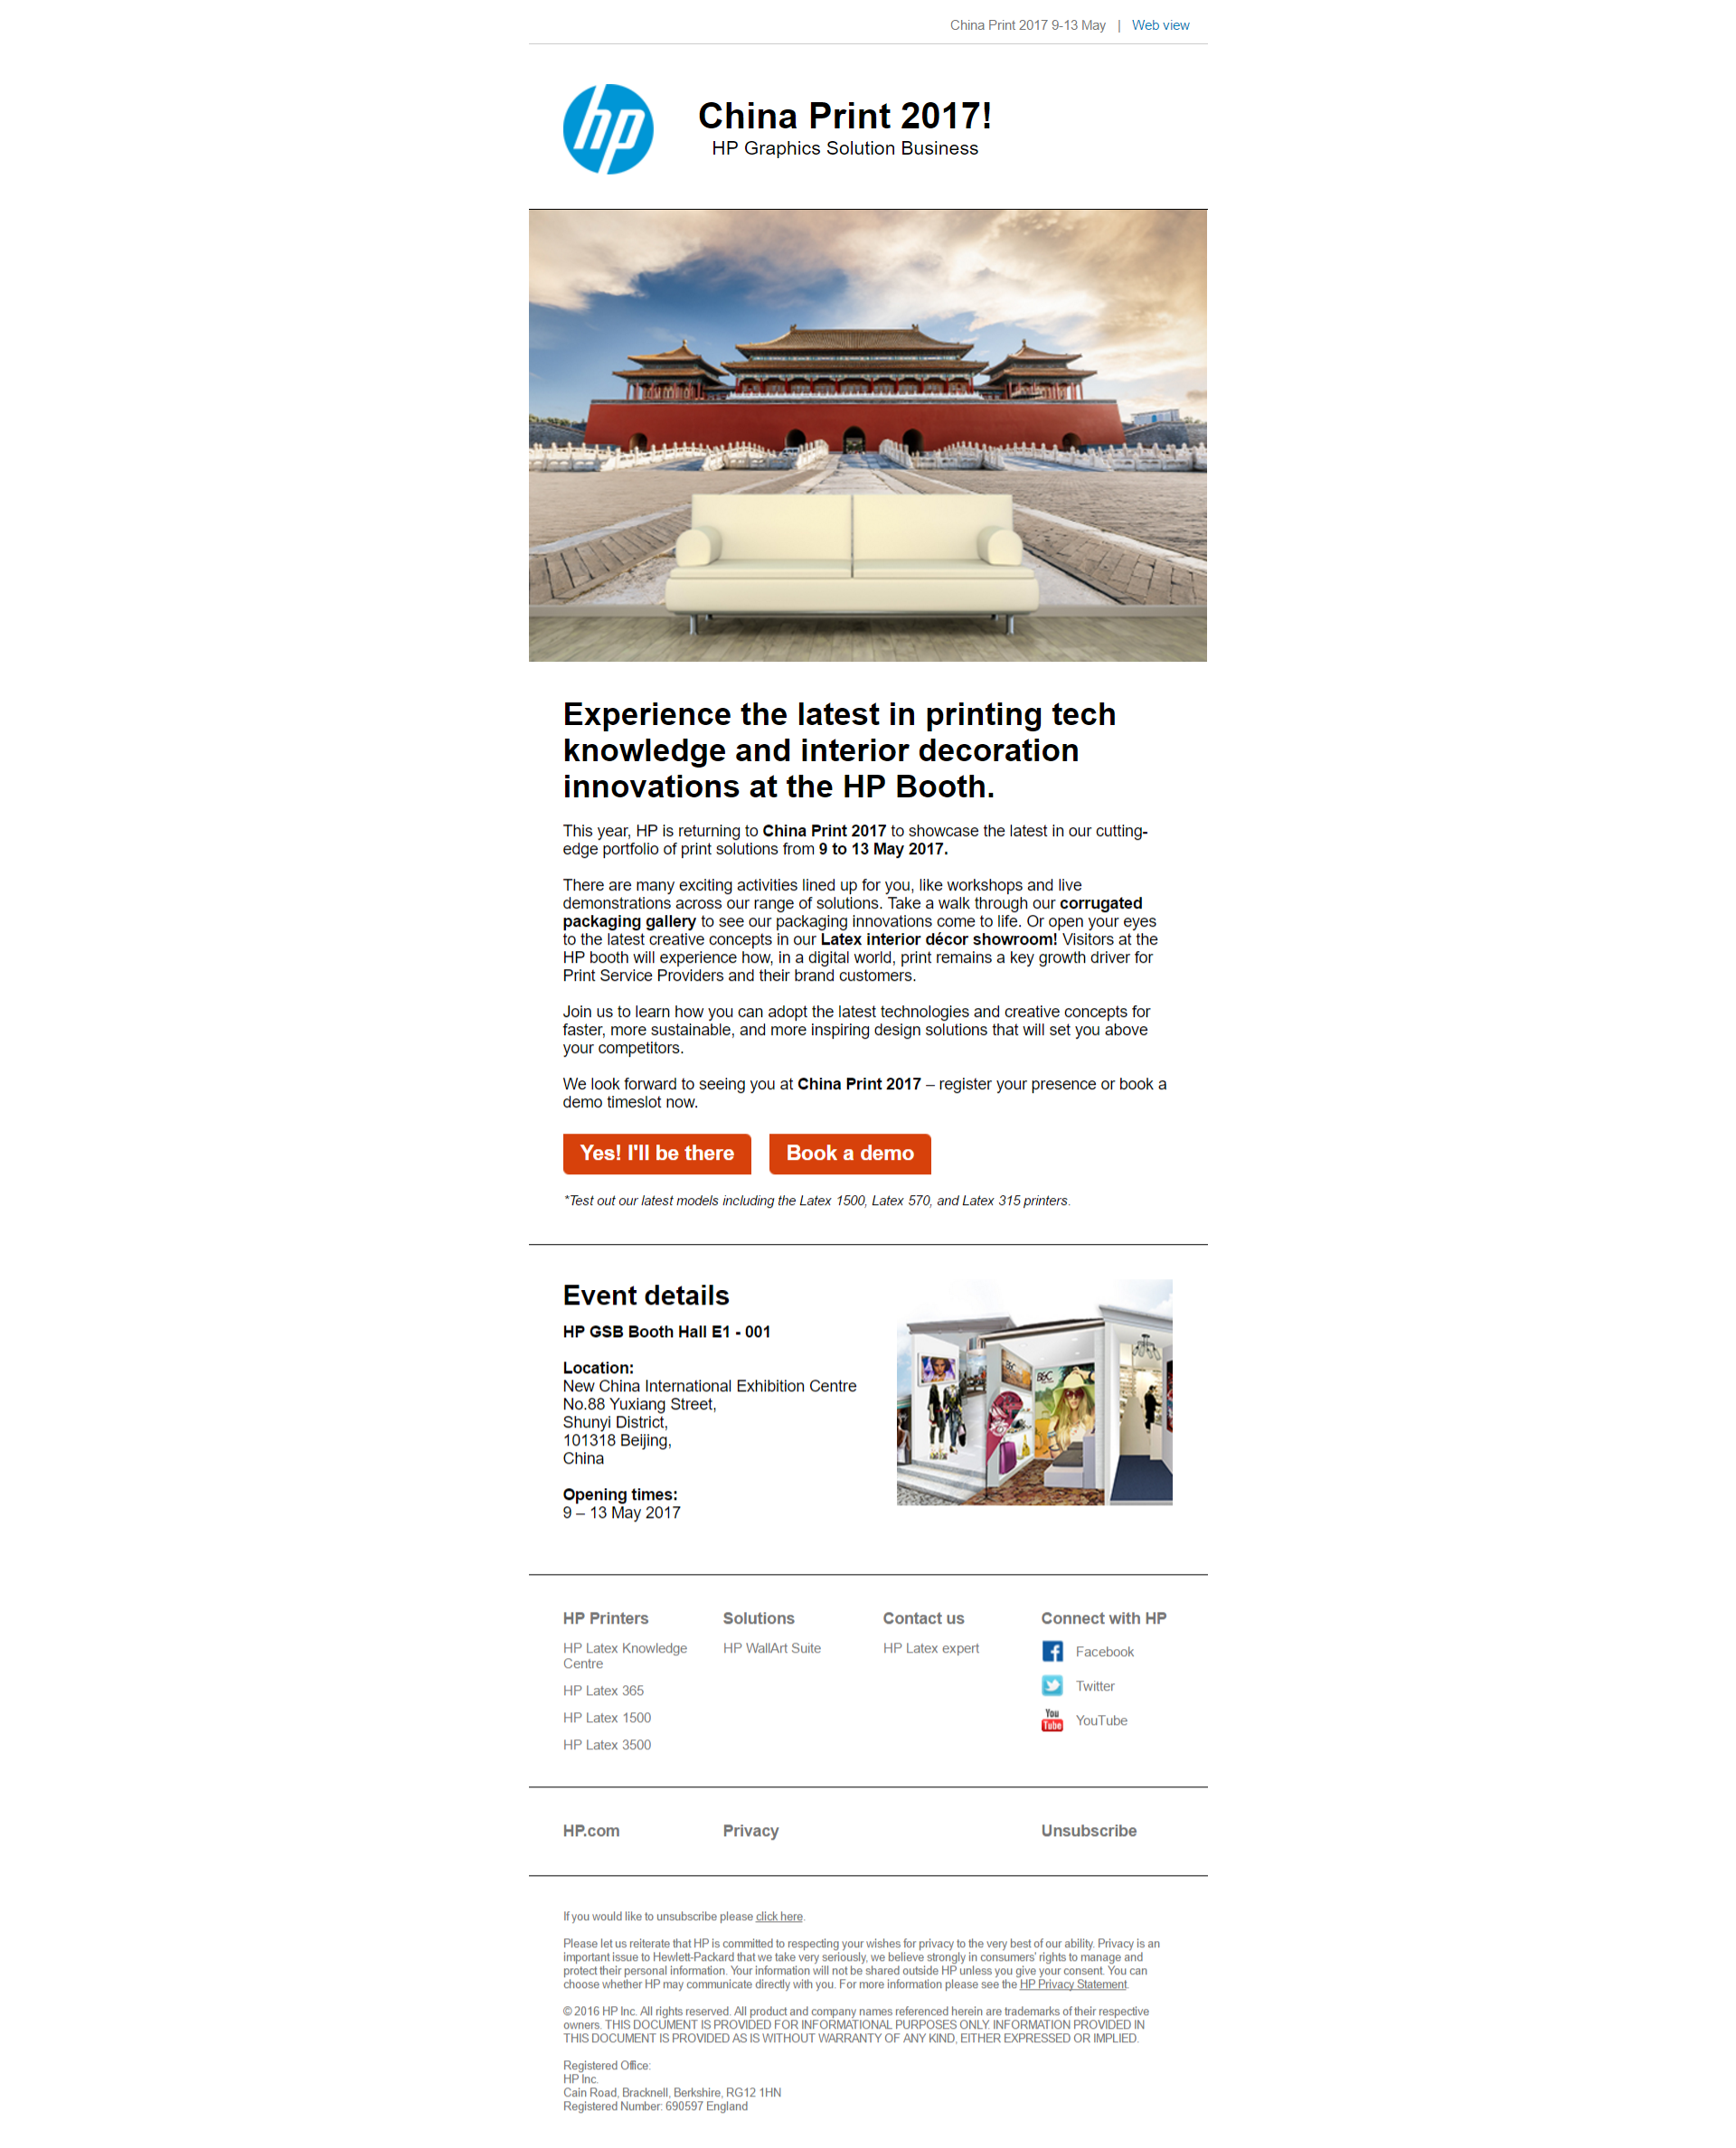 China Print 2017 9-13 May | Web view
hp
China Print 2017!
HP Graphics Solution Business
Experience the latest in printing tech
knowledge and interior decoration
innovations at the HP Booth.
This year, HP is returning to China Print 2017 to showcase the latest in our cutting-
edge portfolio of print solutions from 9 to 13 May 2017.
There are many exciting activities lined up for you, like workshops and live
demonstrations across our range of solutions. Take a walk through our corrugated
packaging gallery to see our packaging innovations come to life. Or open your eyes
to the latest creative concepts in our Latex interior décor showroom! Visitors at the
HP booth will experience how, in a digital world, print remains a key growth driver for
Print Service Providers and their brand customers.
Join us to learn how you can adopt the latest technologies and creative concepts for
faster, more sustainable, and more inspiring design solutions that will set you above
your competitors.
We look forward to seeing you at China Print 2017 – register your presence or book a
demo timeslot now.
Yes! I'll be there Book a demo
*Test out our latest models including the Latex 1500, Latex 570, and Latex 315 printers.
Event details
HP GSB Booth Hall E1 - 001
Location:
New China International Exhibition Centre
No.88 Yuxiang Street,
Shunyi District,
101318 Beijing,
China
Opening times:
9 – 13 May 2017
B&C
B&C
HP Printers
HP Latex Knowledge
Centre
HP Latex 365
HP Latex 1500
HP Latex 3500
Solutions
HP WallArt Suite
Contact us
HP Latex expert
Connect with HP
Facebook
Twitter
You
Tube YouTube
HP.com Privacy Unsubscribe
If you would like to unsubscribe please click here.
Please let us reiterate that HP is committed to respecting your wishes for privacy to the very best of our ability. Privacy is an
important issue to Hewlett-Packard that we take very seriously, we believe strongly in consumers' rights to manage and
protect their personal information. Your information will not be shared outside HP unless you give your consent. You can
choose whether HP may communicate directly with you. For more information please see the HP Privacy Statement.
© 2016 HP Inc. All rights reserved. All product and company names referenced herein are trademarks of their respective
owners. THIS DOCUMENT IS PROVIDED FOR INFORMATIONAL PURPOSES ONLY. INFORMATION PROVIDED IN
THIS DOCUMENT IS PROVIDED AS IS WITHOUT WARRANTY OF ANY KIND, EITHER EXPRESSED OR IMPLIED.
Registered Office:
HP Inc.
Cain Road, Bracknell, Berkshire, RG12 1HN
Registered Number: 690597 England